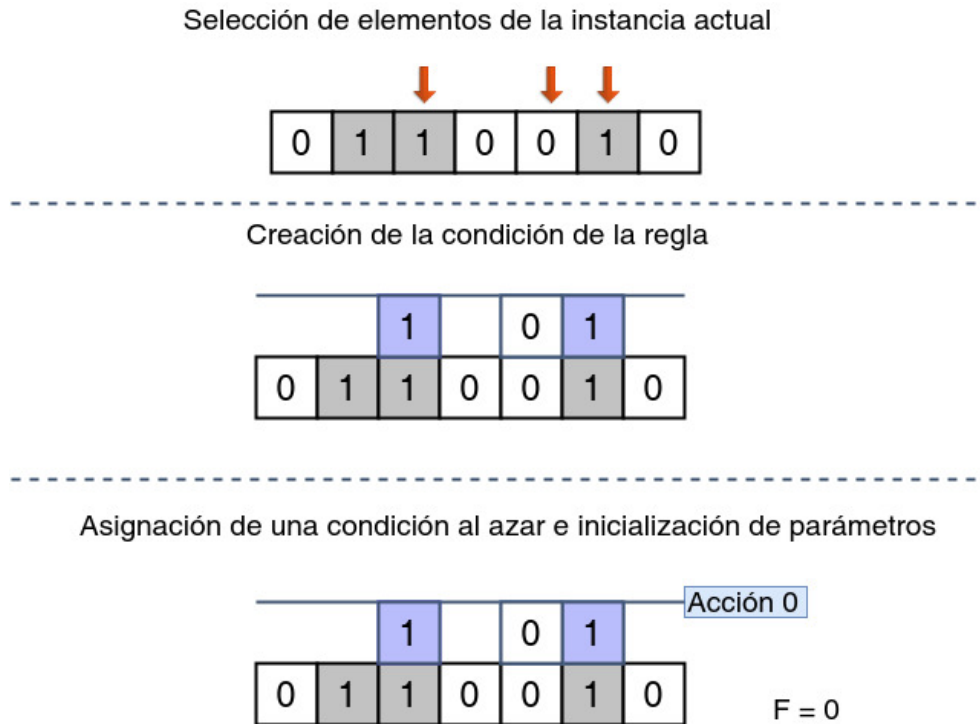 Selección de elementos de la instancia actual
0 1 1 0 0 1 0
Creación de la condición de la regla
1 0 1
0 1 1 0 0 1 0
Asignación de una condición al azar e inicialización de parámetros
Acción 0
1 0 1
0 1 1 0 0 1 0
F = 0